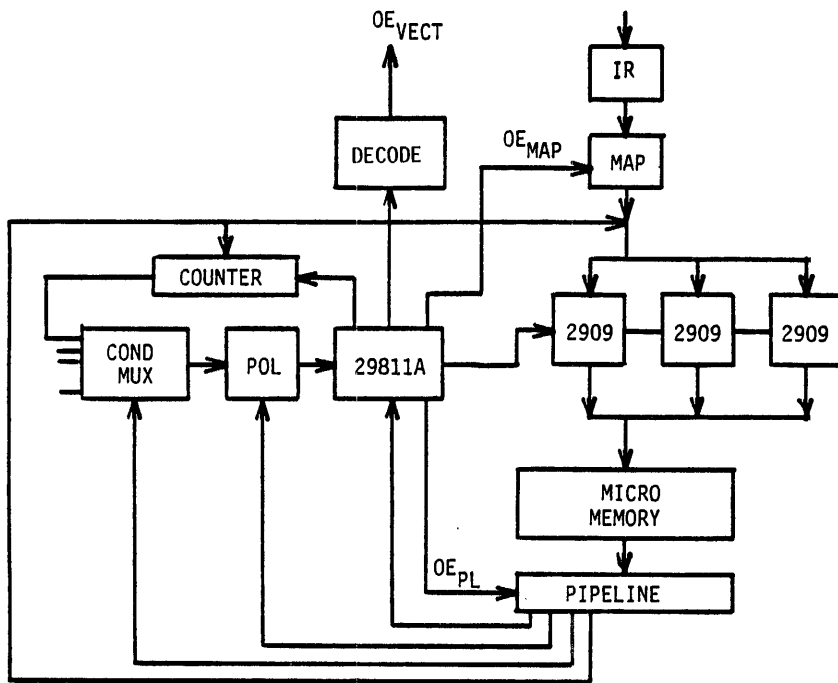 OE VECT
IR
DECODE
OE MAP
MAP
COUNTER
COND
MUX
POL
29811A
2909
2909
2909
MICRO
MEMORY
OE PL
PIPELINE